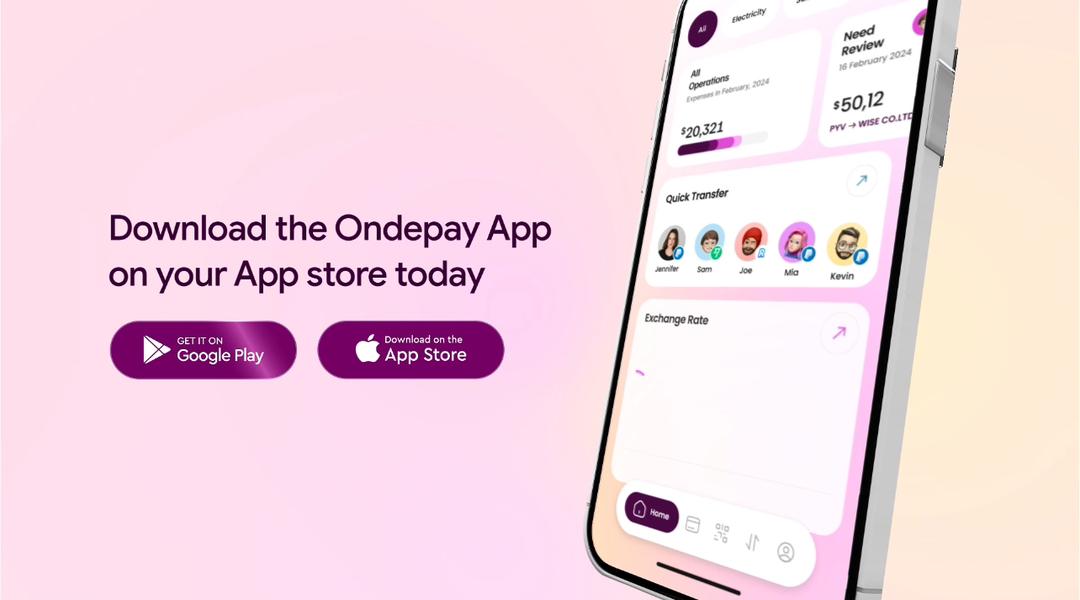 Download the Ondepay App
on your App store today
GET IT ON
Google Play
Download on the
App Store
All
Electricity
All
Operations
Expenses in February, 2024
$20,321
Need
Review
16 February 2024
$50,12
PYV → WISE CO.LTD
Quick Transfer
Jennifer
Sam
Joe
Mia
Kevin
Exchange Rate
Home